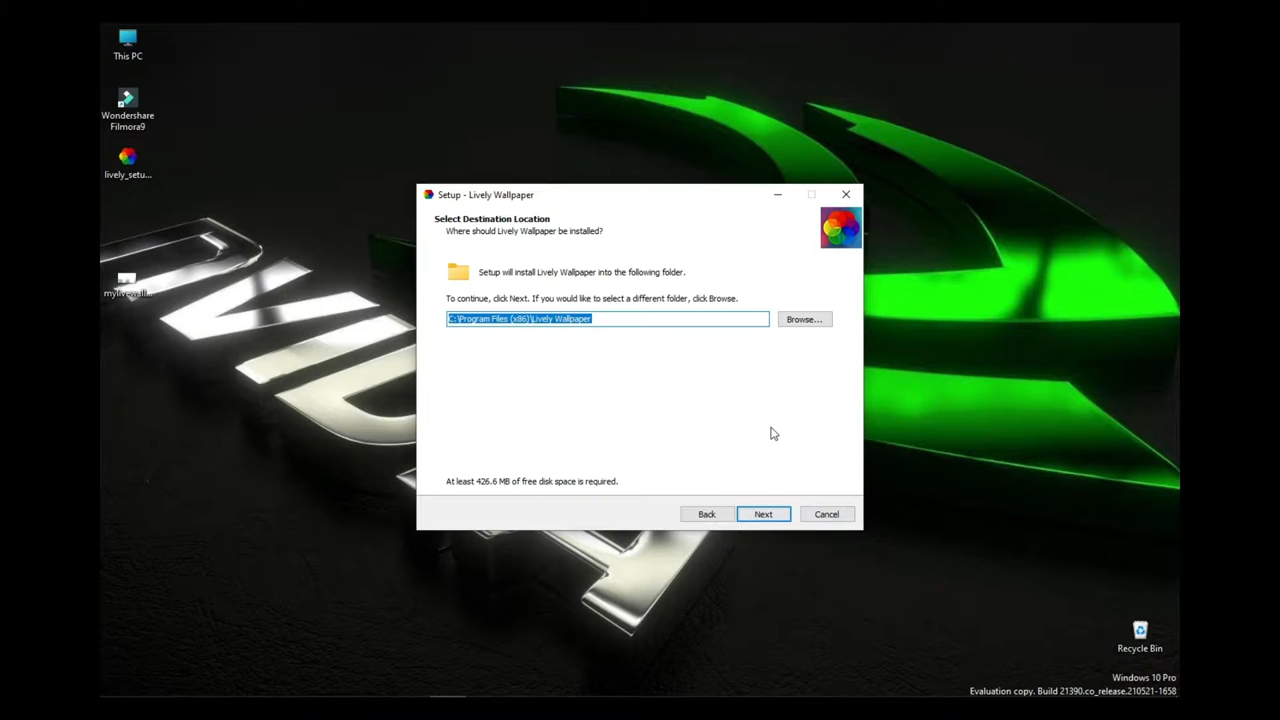 This PC
Wondershare
Filmora9
lively_setu...
mylivewall...
Setup - Lively Wallpaper
Select Destination Location
Where should Lively Wallpaper be installed?
Setup will install Lively Wallpaper into the following folder.
To continue, click Next. If you would like to select a different folder, click Browse.
C:\Program Files (x86)\Lively Wallpaper
Browse...
At least 426.6 MB of free disk space is required.
Back
Next
Cancel
Recycle Bin
Windows 10 Pro
Evaluation copy. Build 21390.co_release.210521-1658